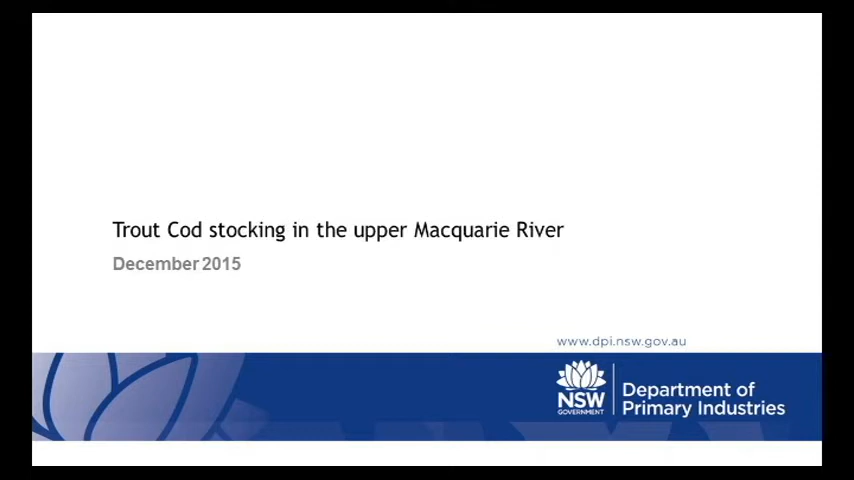 Trout Cod stocking in the upper Macquarie River
December 2015
www.dpi.nsw.gov.au
NSW
GOVERNMENT
Department of
Primary Industries